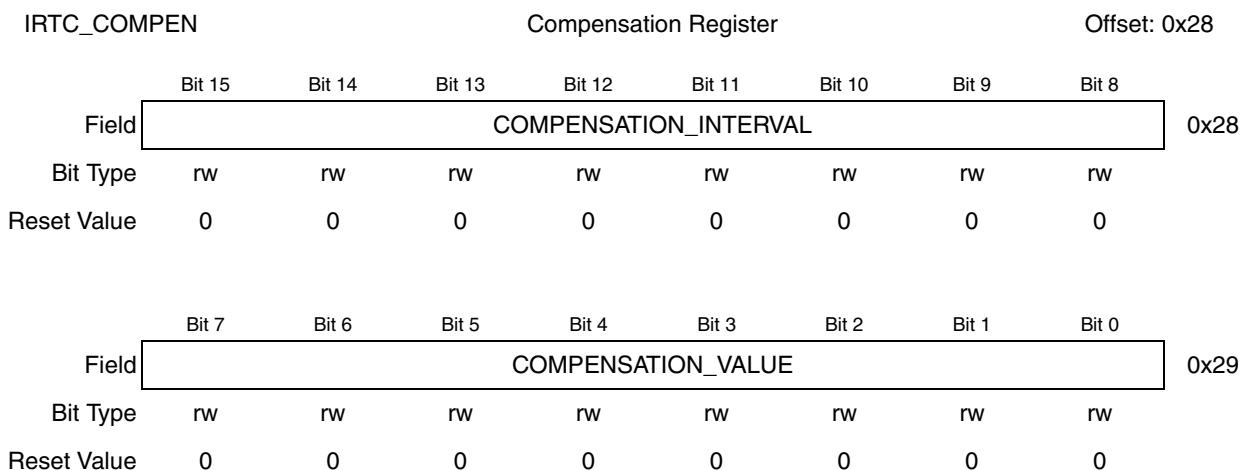 IRTC_COMPEN Compensation Register Offset: 0x28
Bit 15 Bit 14 Bit 13 Bit 12 Bit 11 Bit 10 Bit 9 Bit 8
Field COMPENSATION_INTERVAL 0x28
Bit Type rw rw rw rw rw rw rw rw
Reset Value 0 0 0 0 0 0 0 0
Bit 7 Bit 6 Bit 5 Bit 4 Bit 3 Bit 2 Bit 1 Bit 0
Field COMPENSATION_VALUE 0x29
Bit Type rw rw rw rw rw rw rw rw
Reset Value 0 0 0 0 0 0 0 0